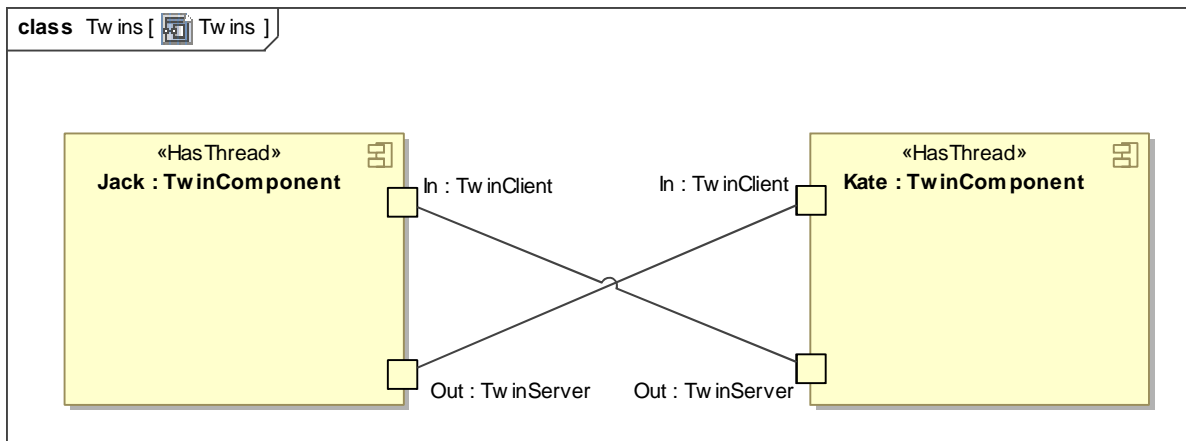 class Twins [ Twins ]
«HasThread»
Jack : TwinComponent
In : TwinClient
In : TwinClient
«HasThread»
Kate : TwinComponent
Out : TwinServer
Out : TwinServer